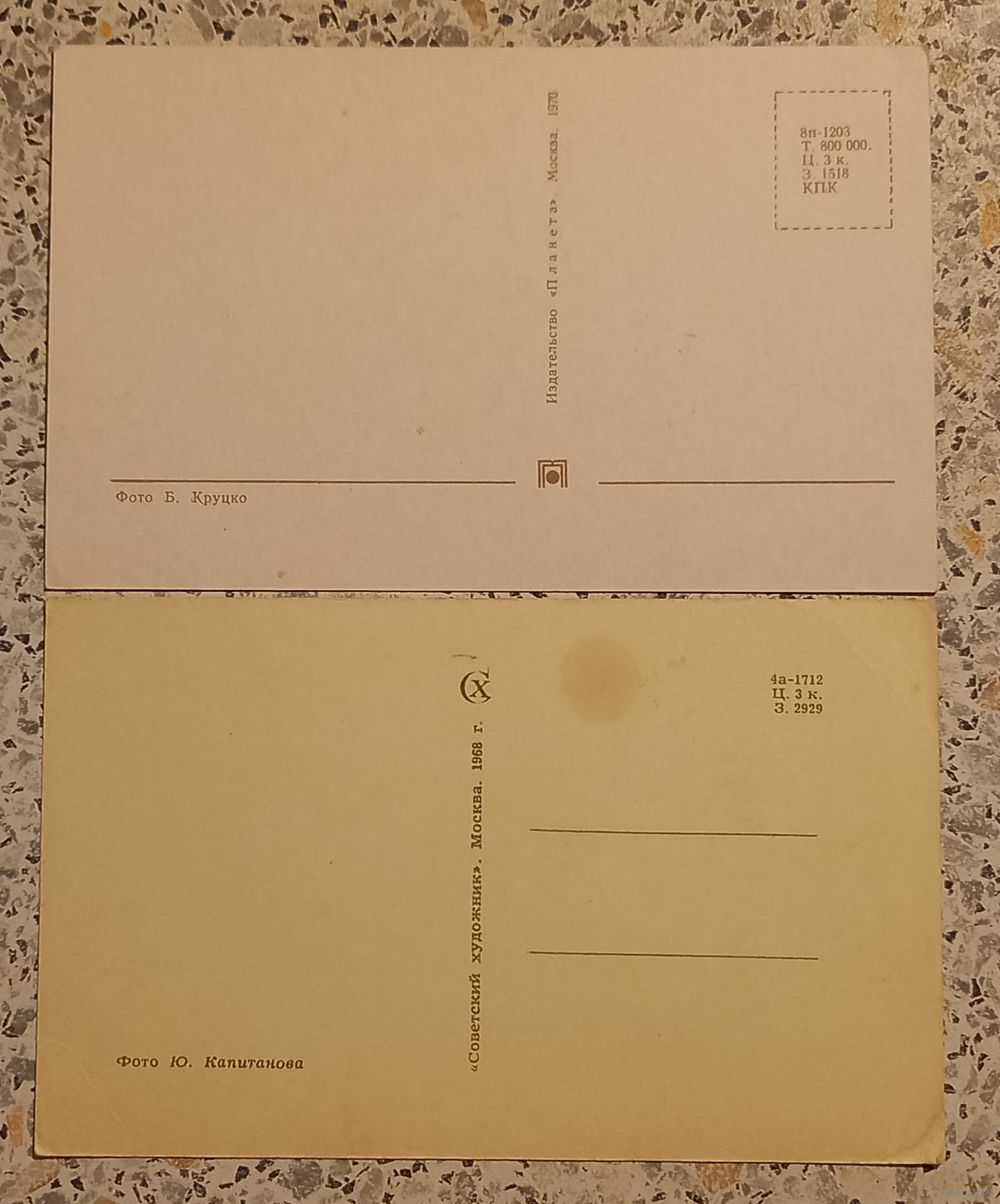 8п-1203
Т. 800 000.
Ц. 3 к.
З. 1518
КПК
Издательство «Планета». Москва. 1970
Фото Б. Круцко
СХ
4а-1712
Ц. 3 к.
З. 2929
«Советский художник». Москва. 1968 г.
Фото Ю. Капитанова